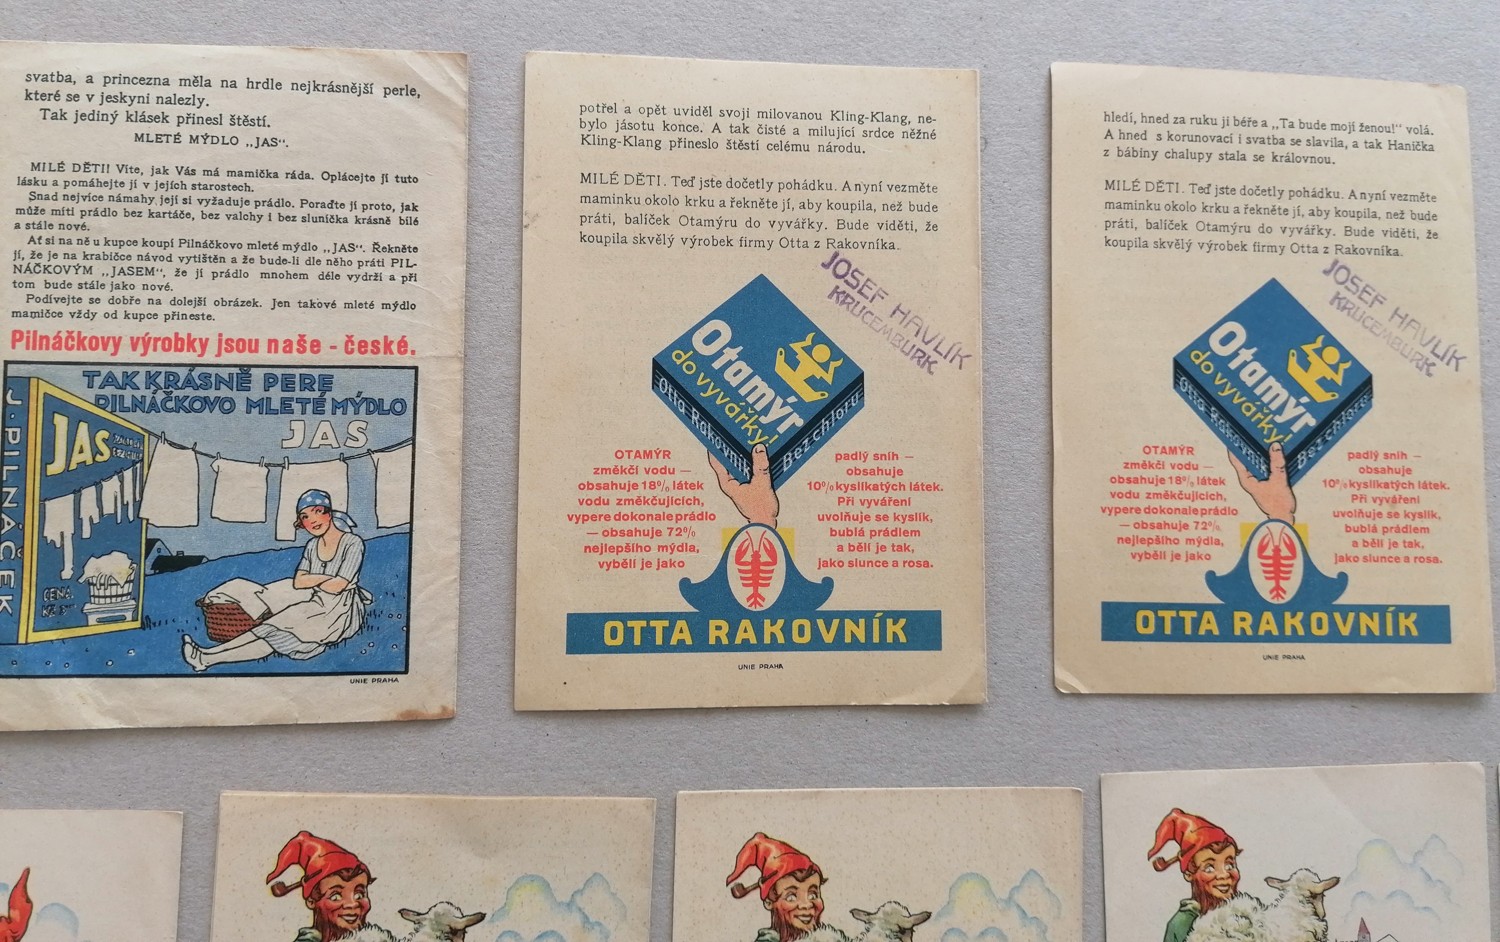 svatba, a princezna měla na hrdle nejkrásnější perle,
které se v jeskyni nalezly.
Tak jediný klásek přinesl štěstí.
MLETÉ MÝDLO „JAS“.
MILÉ DĚTI! Víte, jak Vás má mamička ráda. Oplácejte jí tuto
lásku a pomáhejte jí v jejích starostech.
Snad nejvíce námahy její si vyžaduje prádlo. Poraďte jí proto, jak
může míti prádlo bez kartáče, bez valchy i bez sluníčka krásně bílé
a stále nové.
Ať si na ně u kupce koupí Pilnáčkovo mleté mýdlo „JAS“. Řekněte
jí, že je na krabičce návod vytištěn a že bude-li dle něho práti PIL-
NÁČKOVÝM „JASEM“, že jí prádlo mnohem déle vydrží a při
tom bude stále jako nové.
Podívejte se dobře na dolejší obrázek. Jen takové mleté mýdlo
mamičce vždy od kupce přineste.
Pilnáčkovy výrobky jsou naše - české.
TAK KRÁSNĚ PERE
PILNÁČKOVO MLETÉ MÝDLO
JAS
JAS
J. PILNÁČEK
CENA
UNIE PRAHA
potřel a opět uviděl svoji milovanou Kling-Klang, ne-
bylo jásotu konce. A tak čisté a milující srdce něžné
Kling-Klang přineslo štěstí celému národu.
MILÉ DĚTI. Teď jste dočetly pohádku. A nyní vezměte
maminku okolo krku a řekněte jí, aby koupila, než bude
práti, balíček Otamýru do vyvářky. Bude viděti, že
koupila skvělý výrobek firmy Otta z Rakovníka.
JOSEF HAVLÍK
KRUCEMBURK
Otamýr
do vyvářky!
Otta Rakovník
Bez chloru
OTAMÝR
změkčí vodu —
obsahuje 18% látek
vodu změkčujících,
vypere dokonale prádlo
— obsahuje 72%
nejlepšího mýdla,
vybělí je jako
padlý sníh —
obsahuje
10% kyslíkatých látek.
Při vyváření
uvolňuje se kyslík,
bublá prádlem
a bělí je tak,
jako slunce a rosa.
OTTA RAKOVNÍK
UNIE PRAHA
hledí, hned za ruku ji béře a „Ta bude mojí ženou!“ volá.
A hned s korunovací i svatba se slavila, a tak Hanička
z bábiny chalupy stala se královnou.
MILÉ DĚTI. Teď jste dočetly pohádku. A nyní vezměte
maminku okolo krku a řekněte jí, aby koupila, než bude
práti, balíček Otamýru do vyvářky. Bude viděti, že
koupila skvělý výrobek firmy Otta z Rakovníka.
JOSEF HAVLÍK
KRUCEMBURK
Otamýr
do vyvářky!
Otta Rakovník
Bez chloru
OTAMÝR
změkčí vodu —
obsahuje 18% látek
vodu změkčujících,
vypere dokonale prádlo
— obsahuje 72%
nejlepšího mýdla,
vybělí je jako
padlý sníh —
obsahuje
10% kyslíkatých látek.
Při vyváření
uvolňuje se kyslík,
bublá prádlem
a bělí je tak,
jako slunce a rosa.
OTTA RAKOVNÍK
UNIE PRAHA